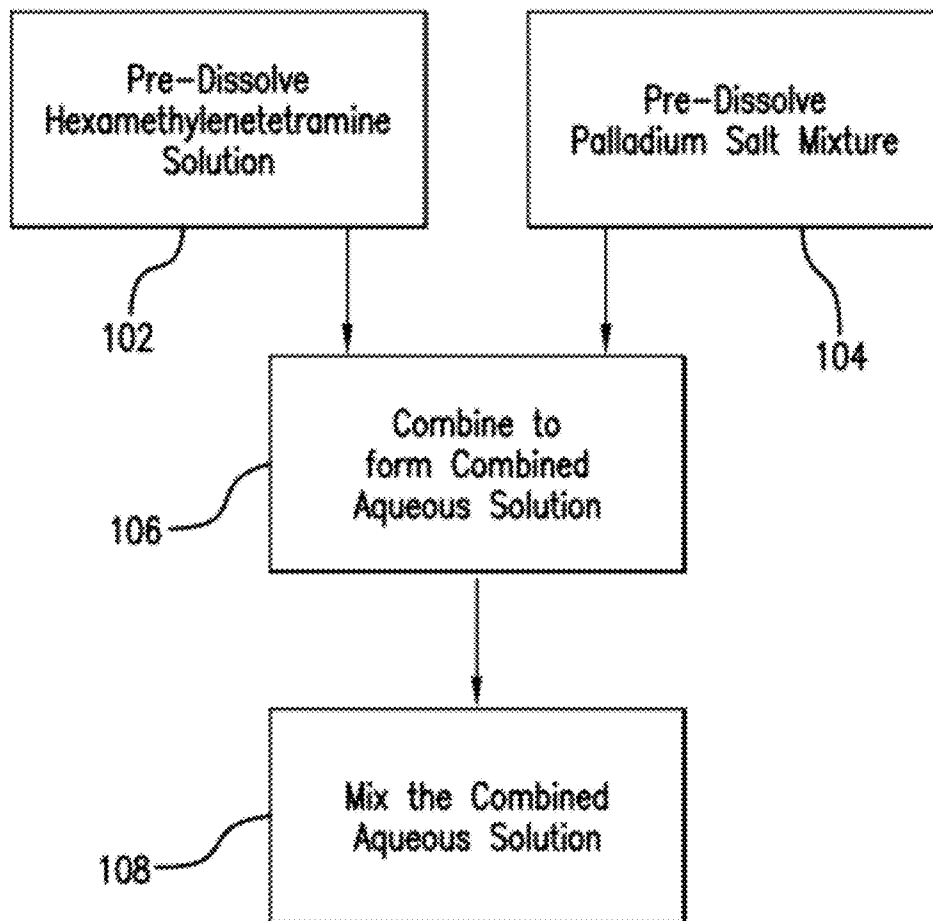 Pre-Dissolve
Hexamethylenetetramine
Solution
Pre-Dissolve
Palladium Salt Mixture
102
104
Combine to
form Combined
Aqueous Solution
106
Mix the Combined
Aqueous Solution
108